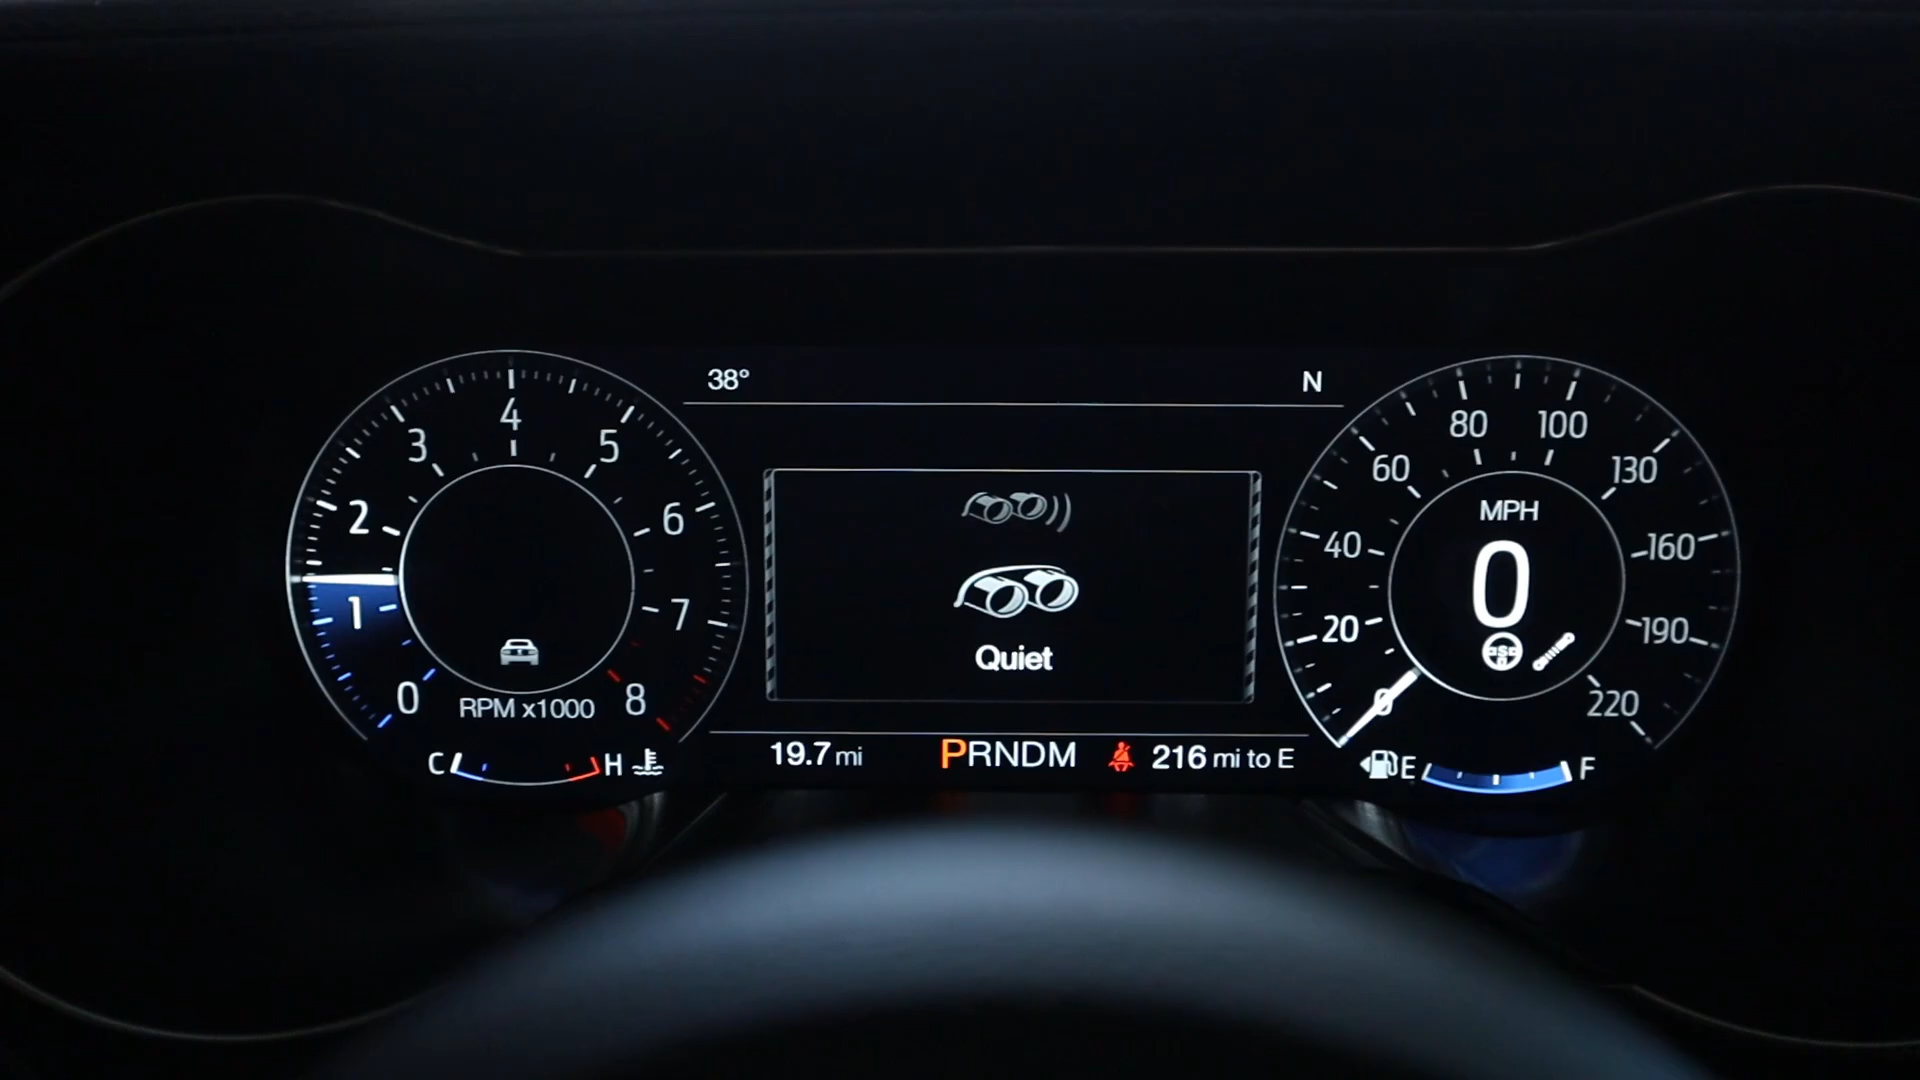 38° N
0 1 2 3 4 5 6 7 8
RPM x1000
C H
Quiet
19.7 mi PRNDM 216 mi to E
0 20 40 60 80 100 130 160 190 220
MPH
0
E F